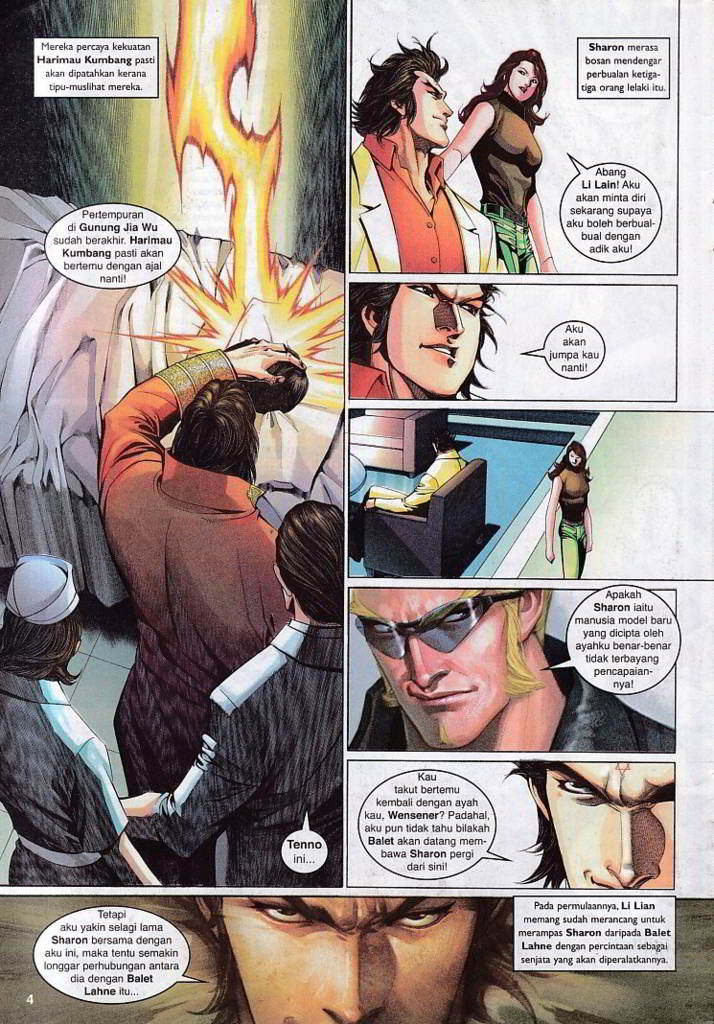 Mereka percaya kekuatan
Harimau Kumbang pasti
akan dipatahkan kerana
tipu-muslihat mereka.
Pertempuran
di Gunung Jia Wu
sudah berakhir. Harimau
Kumbang pasti akan
bertemu dengan ajal
nanti!
Tenno
ini...
Sharon merasa
bosan mendengar
perbualan ketiga-
tiga orang lelaki itu.
Abang
Li Lain! Aku
akan minta diri
sekarang supaya
aku boleh berbual-
bual dengan
adik aku!
Aku
akan
jumpa kau
nanti!
Apakah
Sharon iaitu
manusia model baru
yang dicipta oleh
ayahku benar-benar
tidak terbayang
pencapaian-
nya!
Kau
takut bertemu
kembali dengan ayah
kau, Wensener? Padahal,
aku pun tidak tahu bilakah
Balet akan datang mem-
bawa Sharon pergi
dari sini!
Tetapi
aku yakin selagi lama
Sharon bersama dengan
aku ini, maka tentu semakin
longgar perhubungan antara
dia dengan Balet
Lahne itu...
Pada permulaannya, Li Lian
memang sudah merancang untuk
merampas Sharon daripada Balet
Lahne dengan percintaan sebagai
senjata yang akan diperalatkannya.
4